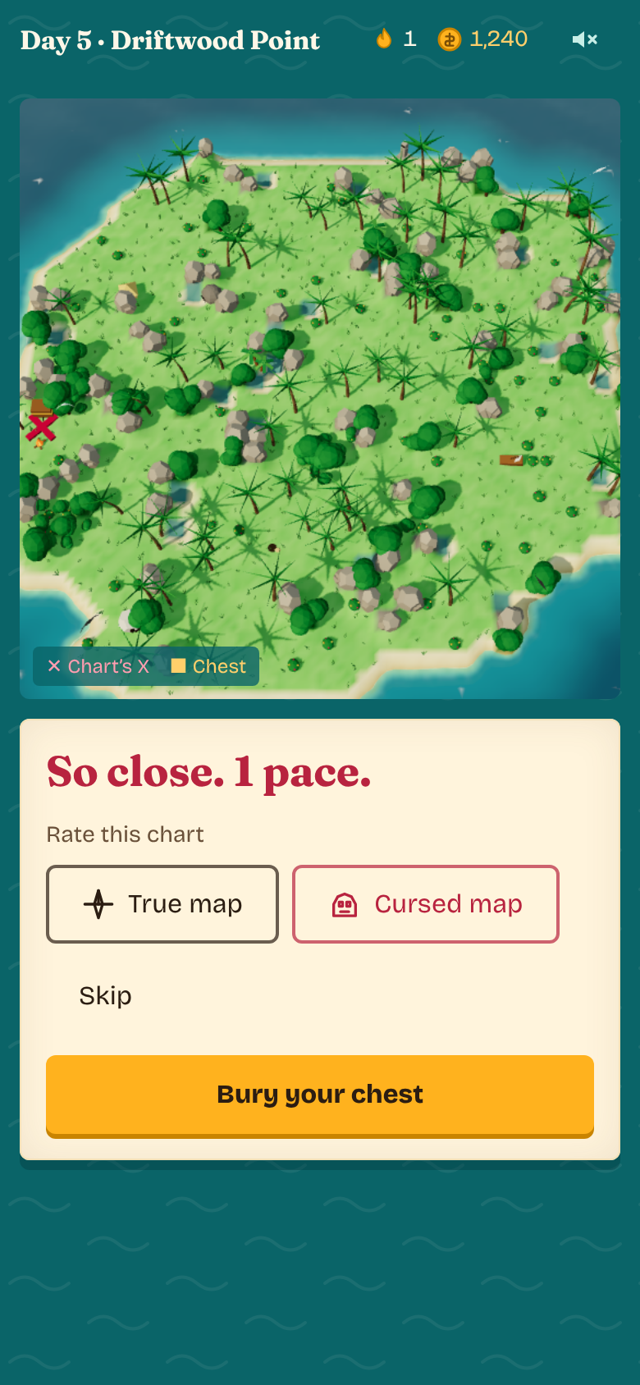 Day 5 · Driftwood Point 1 1,240
Chart's X Chest
So close. 1 pace.
Rate this chart
True map Cursed map
Skip
Bury your chest